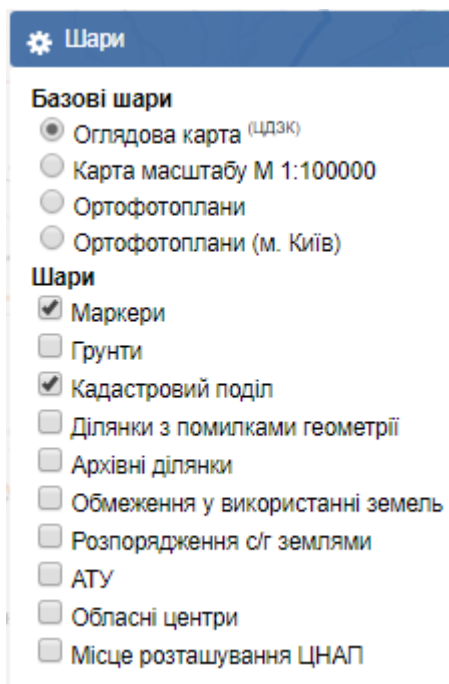 Шари
Базові шари
Оглядова карта (ЦДЗК)
Карта масштабу М 1:100000
Ортофотоплани
Ортофотоплани (м. Київ)
Шари
Маркери
Грунти
Кадастровий поділ
Ділянки з помилками геометрії
Архівні ділянки
Обмеження у використанні земель
Розпорядження с/г землями
АТУ
Обласні центри
Місце розташування ЦНАП